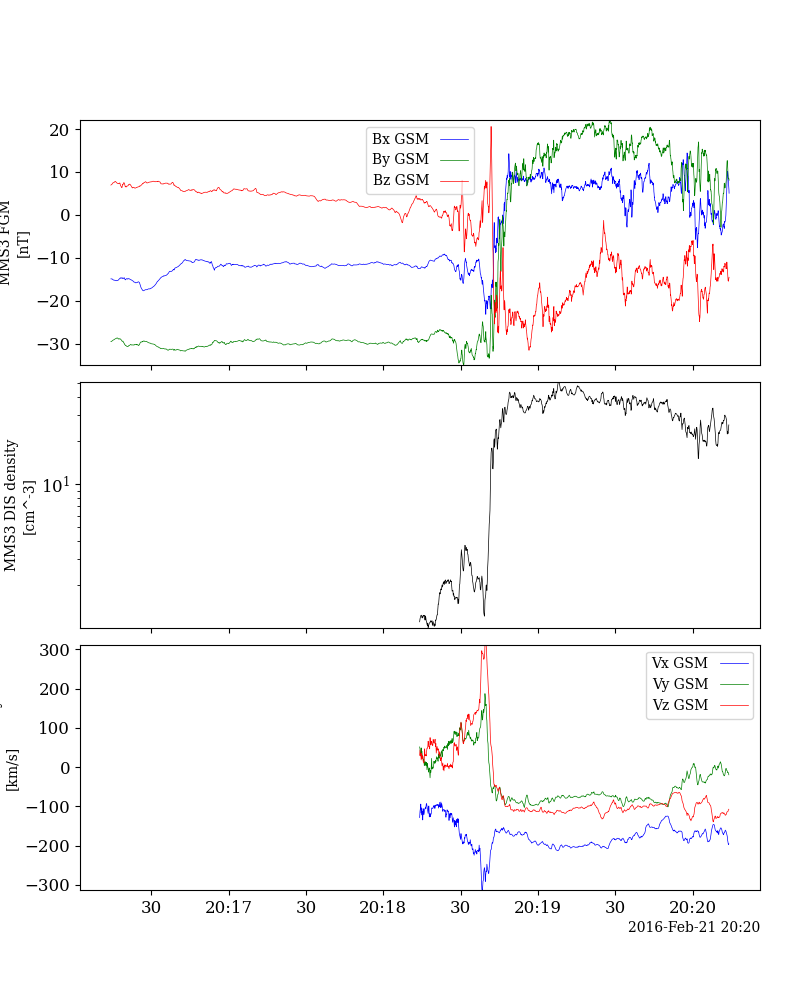 20
10
0
−10
−20
−30
MMS3 FGM
[nT]
Bx GSM
By GSM
Bz GSM
10^1
MMS3 DIS density
[cm^-3]
300
200
100
0
−100
−200
−300
[km/s]
Vx GSM
Vy GSM
Vz GSM
30 20:17 30 20:18 30 20:19 30 20:20
2016-Feb-21 20:20